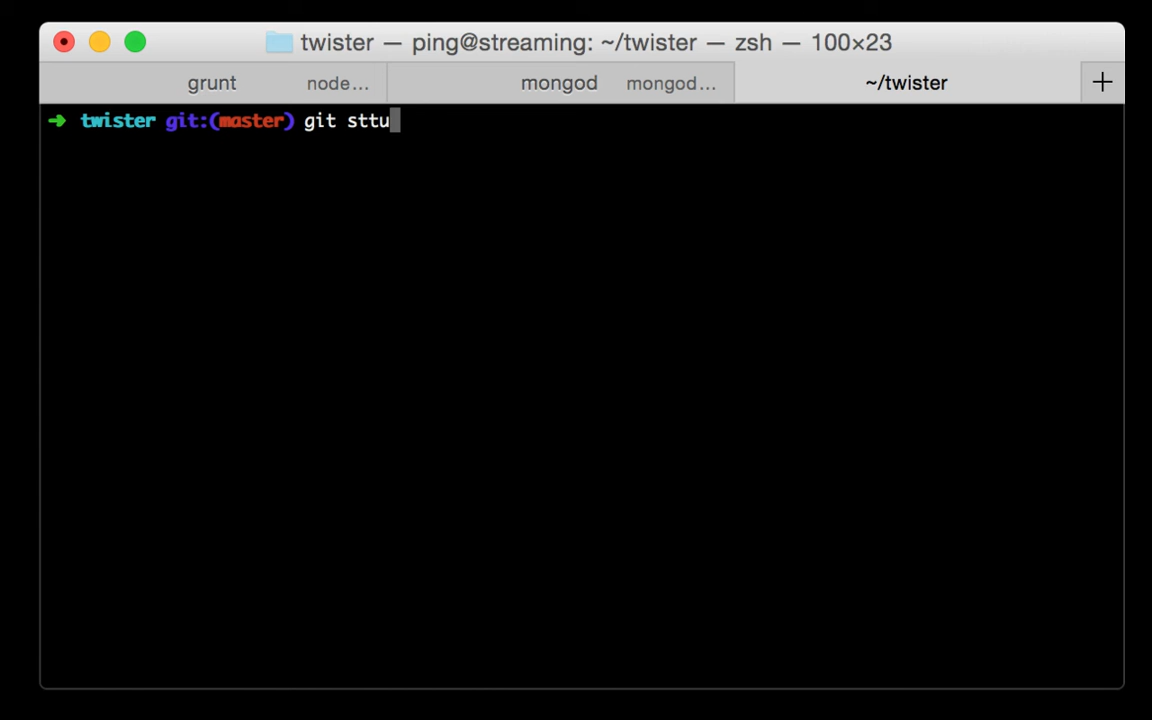 twister — ping@streaming: ~/twister — zsh — 100×23
grunt node... mongod mongod... ~/twister +
➜ twister git:(master) git sttu